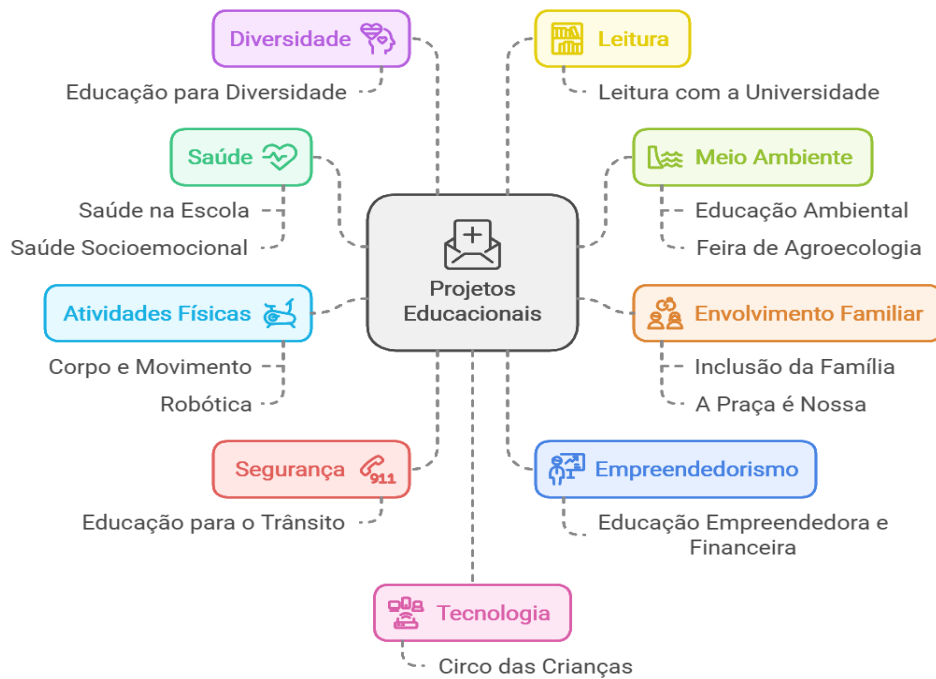 Diversidade
Educação para Diversidade
Leitura
Leitura com a Universidade
Saúde
Saúde na Escola
Saúde Socioemocional
Meio Ambiente
Educação Ambiental
Feira de Agroecologia
Projetos
Educacionais
Atividades Físicas
Corpo e Movimento
Robótica
Envolvimento Familiar
Inclusão da Família
A Praça é Nossa
Segurança
911
Educação para o Trânsito
Empreendedorismo
Educação Empreendedora e
Financeira
Tecnologia
Circo das Crianças